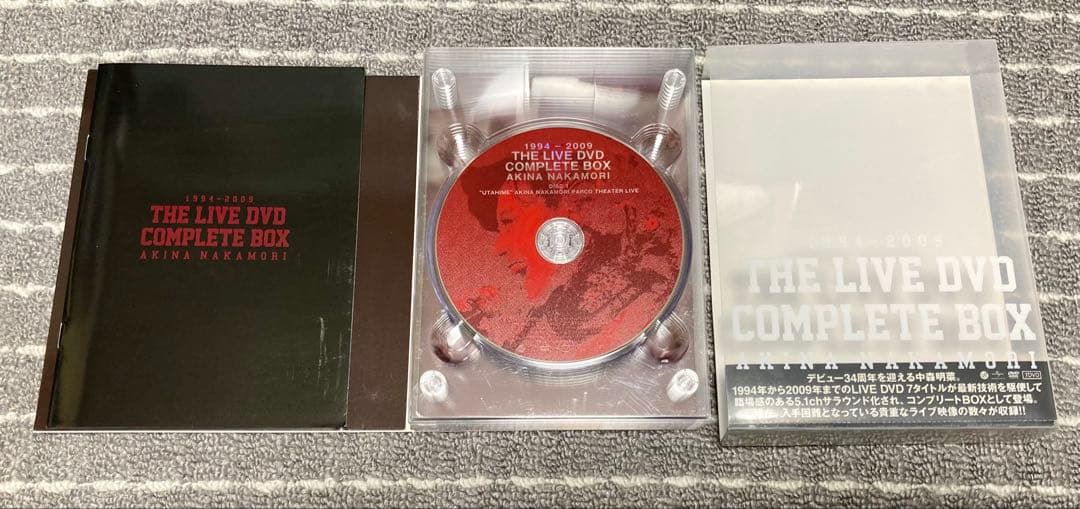 1994-2009
THE LIVE DVD
COMPLETE BOX
AKINA NAKAMORI
1994-2009
THE LIVE DVD
COMPLETE BOX
AKINA NAKAMORI
DISC 1
"UTAHIME" AKINA NAKAMORI PARCO THEATER LIVE
1994-2009
THE LIVE DVD
COMPLETE BOX
AKINA NAKAMORI
デビュー34周年を迎える中森明菜。
1994年から2009年までのLIVE DVD 7タイトルが最新技術を駆使して
臨場感のある5.1chサラウンド化され、コンプリートBOXとして登場。
入手困難となっている貴重なライブ映像の数々が収録!!
7DVD